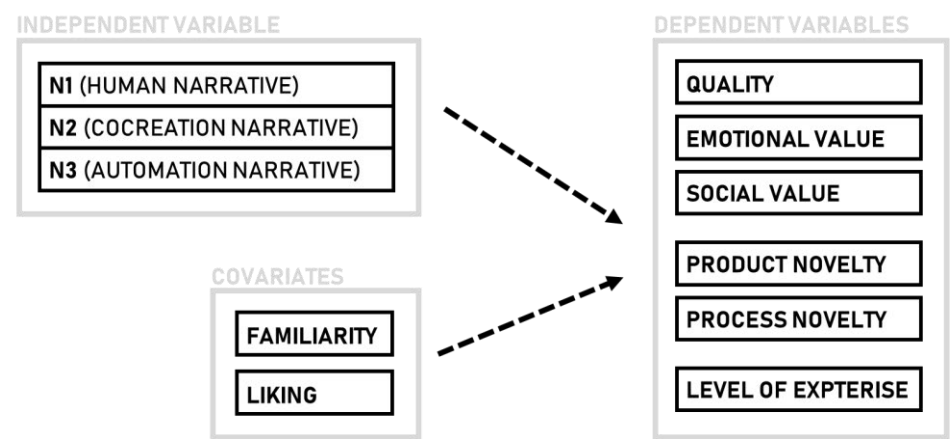 INDEPENDENT VARIABLE
N1 (HUMAN NARRATIVE)
N2 (COCREATION NARRATIVE)
N3 (AUTOMATION NARRATIVE)
COVARIATES
FAMILIARITY
LIKING
DEPENDENT VARIABLES
QUALITY
EMOTIONAL VALUE
SOCIAL VALUE
PRODUCT NOVELTY
PROCESS NOVELTY
LEVEL OF EXPTERISE